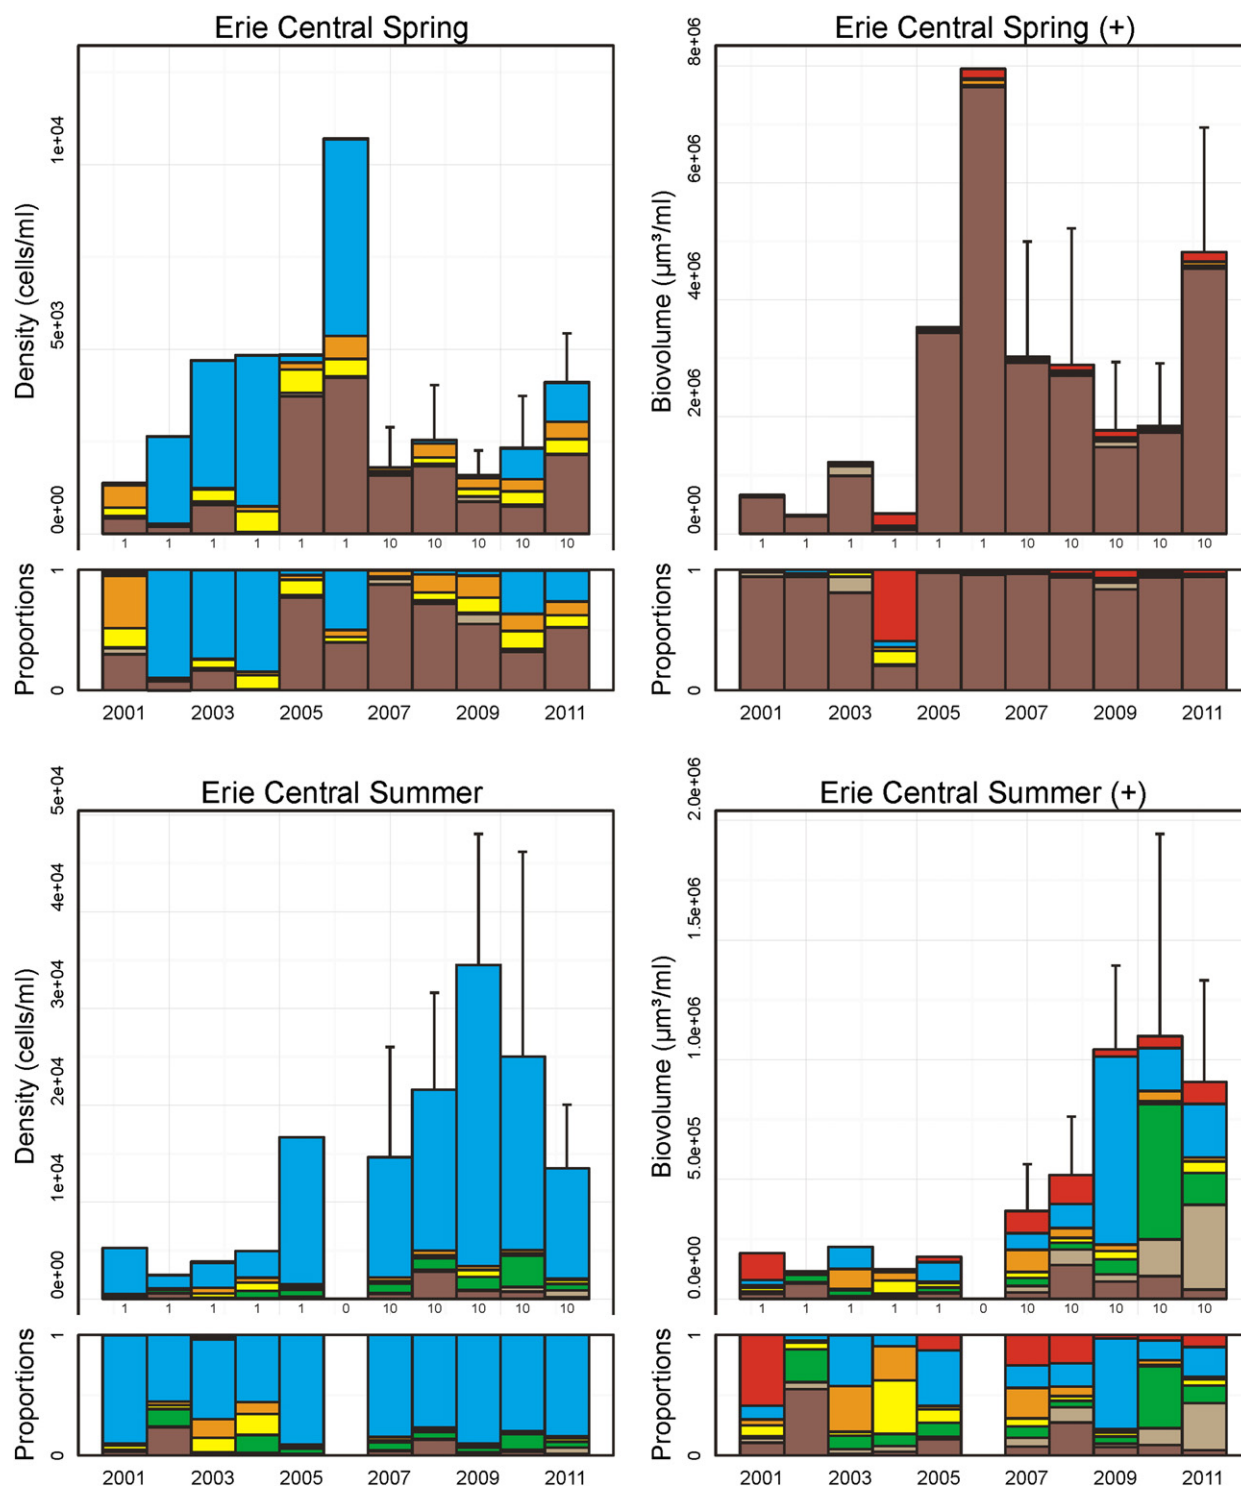 Erie Central Spring
Density (cells/ml)
1e+04
5e+03
0e+00
1 1 1 1 1 1 10 10 10 10 10
Proportions
1
0
2001 2003 2005 2007 2009 2011
Erie Central Spring (+)
Biovolume (µm³/ml)
8e+06
6e+06
4e+06
2e+06
0e+00
1 1 1 1 1 1 10 10 10 10 10
Proportions
1
0
2001 2003 2005 2007 2009 2011
Erie Central Summer
Density (cells/ml)
5e+04
4e+04
3e+04
2e+04
1e+04
0e+00
1 1 1 1 1 0 10 10 10 10 10
Proportions
1
0
2001 2003 2005 2007 2009 2011
Erie Central Summer (+)
Biovolume (µm³/ml)
2.0e+06
1.5e+06
1.0e+06
5.0e+05
0.0e+00
1 1 1 1 1 0 10 10 10 10 10
Proportions
1
0
2001 2003 2005 2007 2009 2011